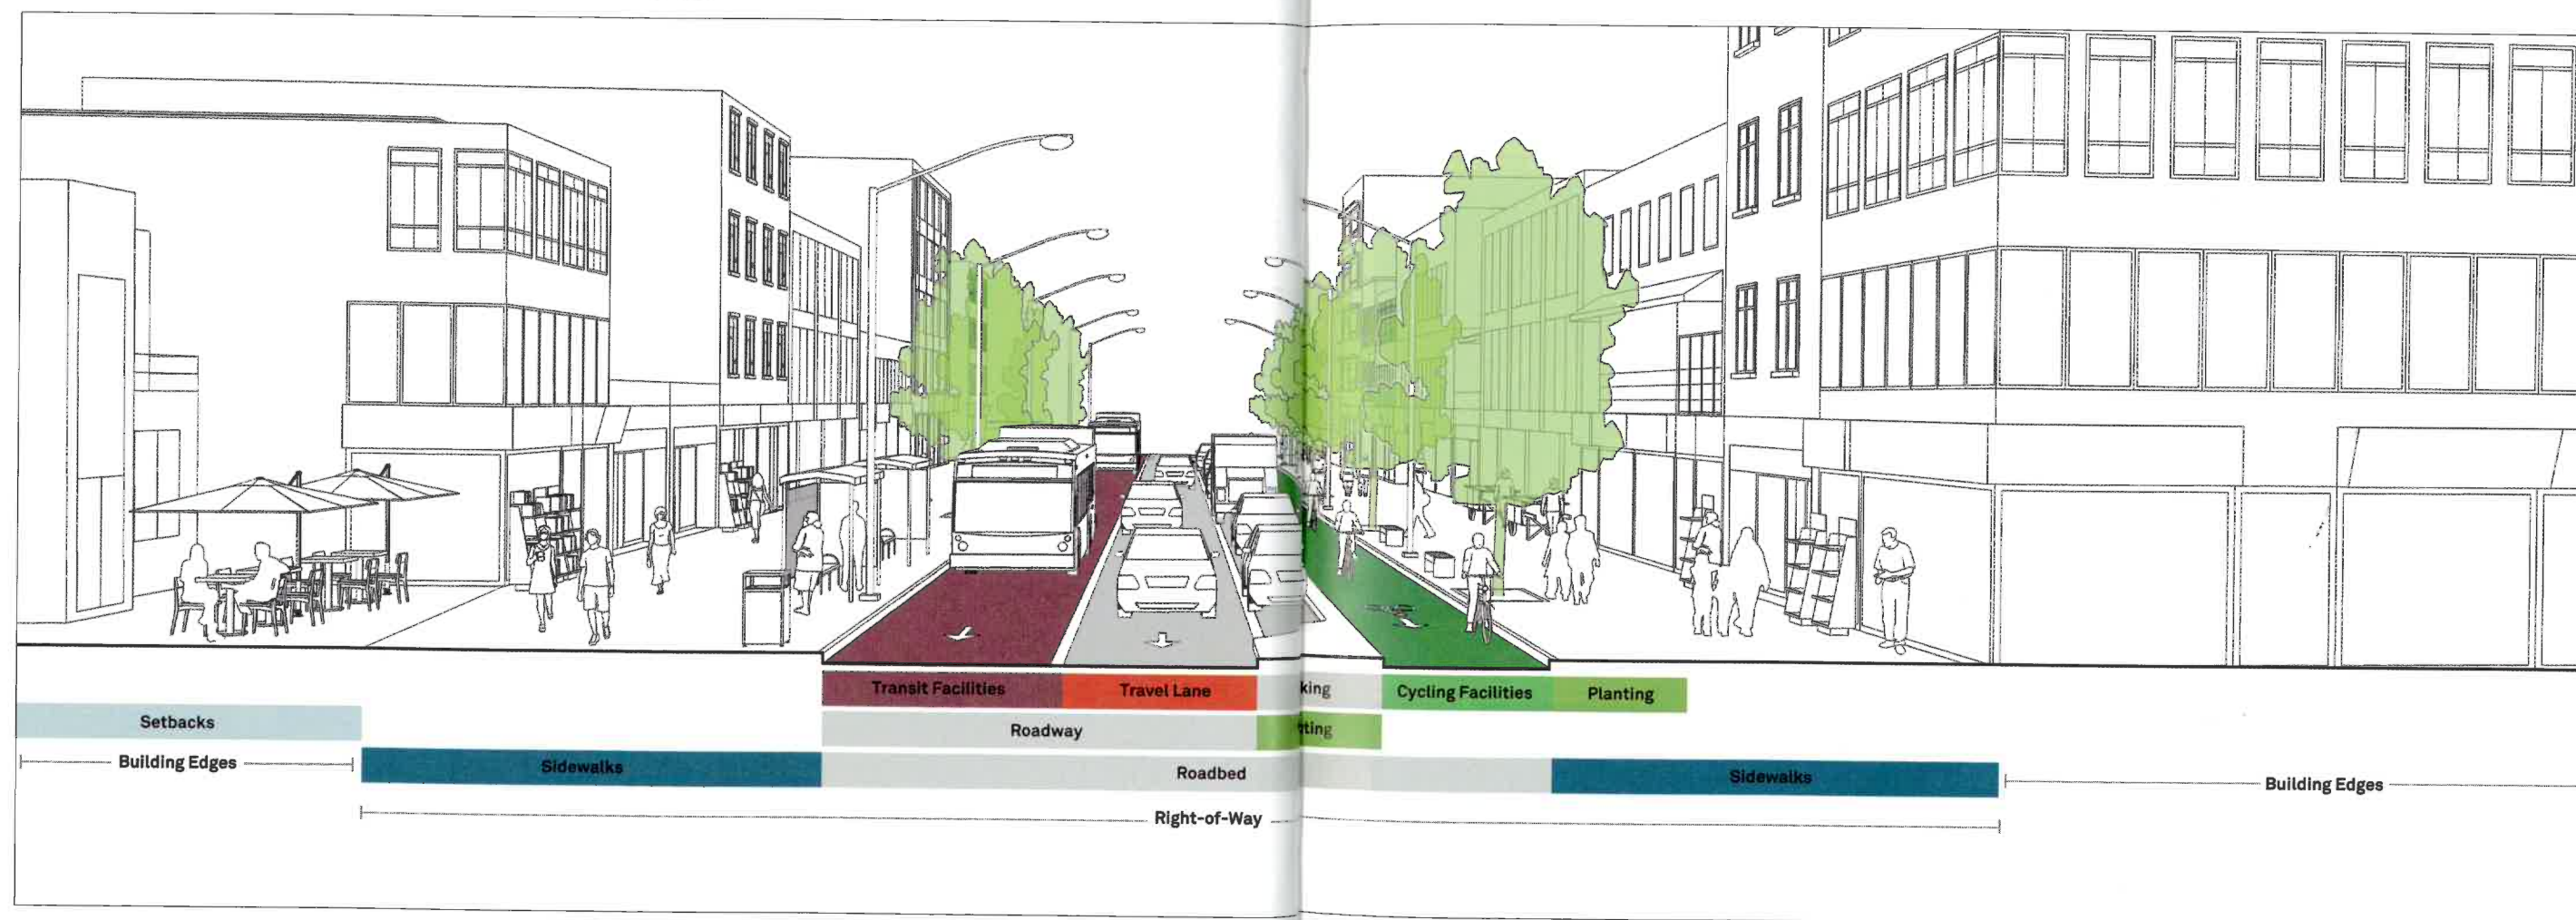 Transit Facilities
Travel Lane
king
Cycling Facilities
Planting
Setbacks
Roadway
ting
Building Edges
Sidewalks
Roadbed
Sidewalks
Building Edges
Right-of-Way